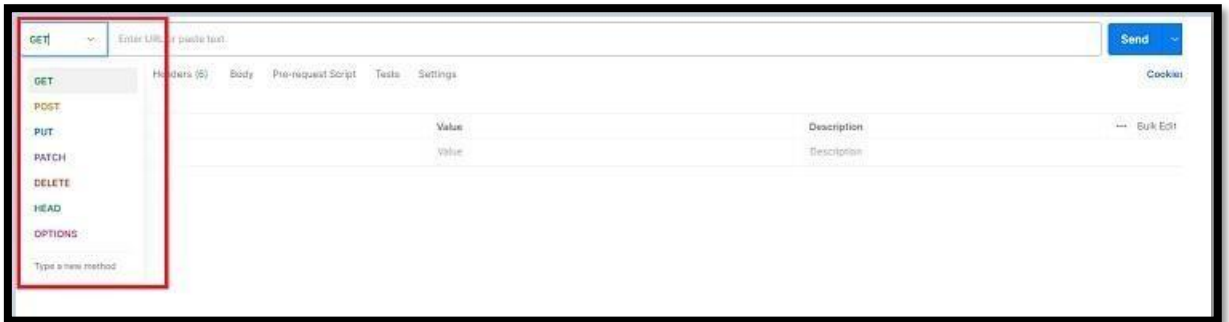 GET Enter URL or paste text Send
GET Headers (6) Body Pre-request Script Tests Settings Cookies
POST
PUT Value Description ... Bulk Edit
PATCH Value Description
DELETE
HEAD
OPTIONS
Type a new method